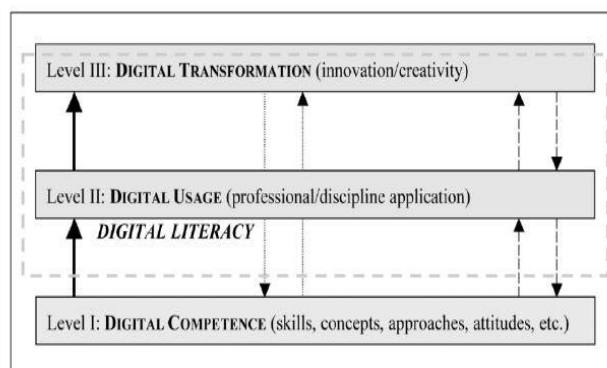 Level III: DIGITAL TRANSFORMATION (innovation/creativity)
Level II: DIGITAL USAGE (professional/discipline application)
DIGITAL LITERACY
Level I: DIGITAL COMPETENCE (skills, concepts, approaches, attitudes, etc.)